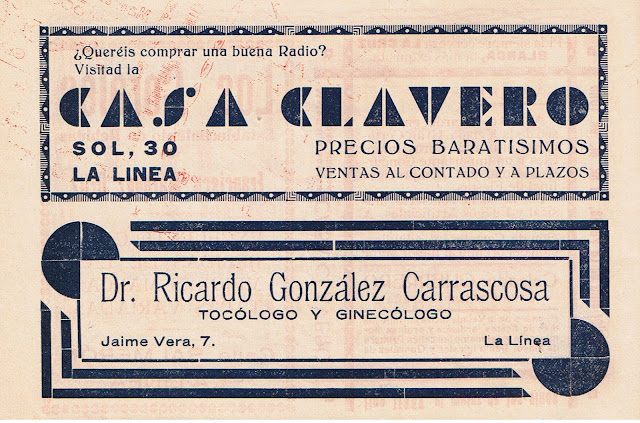 ¿Queréis comprar una buena Radio?
Visitad la
CASA CLAVERO
SOL, 30
PRECIOS BARATISIMOS
LA LINEA
VENTAS AL CONTADO Y A PLAZOS
Dr. Ricardo González Carrascosa
TOCÓLOGO Y GINECÓLOGO
Jaime Vera, 7.
La Línea